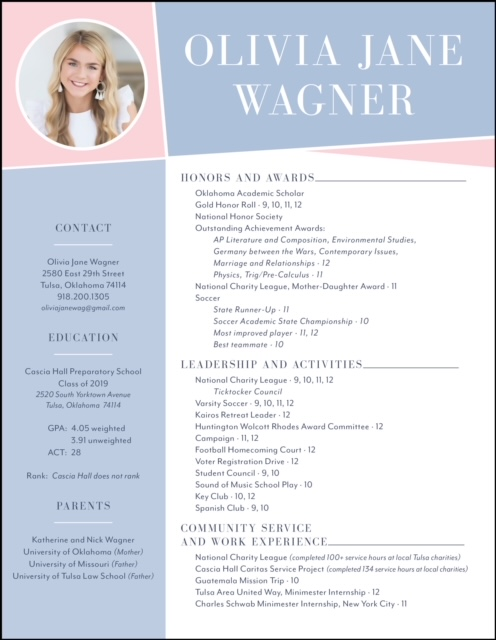 OLIVIA JANE
WAGNER
CONTACT
Olivia Jane Wagner
2580 East 29th Street
Tulsa, Oklahoma 74114
918.200.1305
oliviajanewag@gmail.com
EDUCATION
Cascia Hall Preparatory School
Class of 2019
2520 South Yorktown Avenue
Tulsa, Oklahoma 74114
GPA: 4.05 weighted
3.91 unweighted
ACT: 28
Rank: Cascia Hall does not rank
PARENTS
Katherine and Nick Wagner
University of Oklahoma (Mother)
University of Missouri (Father)
University of Tulsa Law School (Father)
HONORS AND AWARDS
Oklahoma Academic Scholar
Gold Honor Roll - 9, 10, 11, 12
National Honor Society
Outstanding Achievement Awards:
AP Literature and Composition, Environmental Studies,
Germany between the Wars, Contemporary Issues,
Marriage and Relationships - 12
Physics, Trig/Pre-Calculus - 11
National Charity League, Mother-Daughter Award - 11
Soccer
State Runner-Up - 11
Soccer Academic State Championship - 10
Most improved player - 11, 12
Best teammate - 10
LEADERSHIP AND ACTIVITIES
National Charity League - 9, 10, 11, 12
Ticktocker Council
Varsity Soccer - 9, 10, 11, 12
Kairos Retreat Leader - 12
Huntington Wolcott Rhodes Award Committee - 12
Campaign - 11, 12
Football Homecoming Court - 12
Voter Registration Drive - 12
Student Council - 9, 10
Sound of Music School Play - 10
Key Club - 10, 12
Spanish Club - 9, 10
COMMUNITY SERVICE
AND WORK EXPERIENCE
National Charity League (completed 100+ service hours at local Tulsa charities)
Cascia Hall Caritas Service Project (completed 134 service hours at local charities)
Guatemala Mission Trip - 10
Tulsa Area United Way, Minimester Internship - 12
Charles Schwab Minimester Internship, New York City - 11